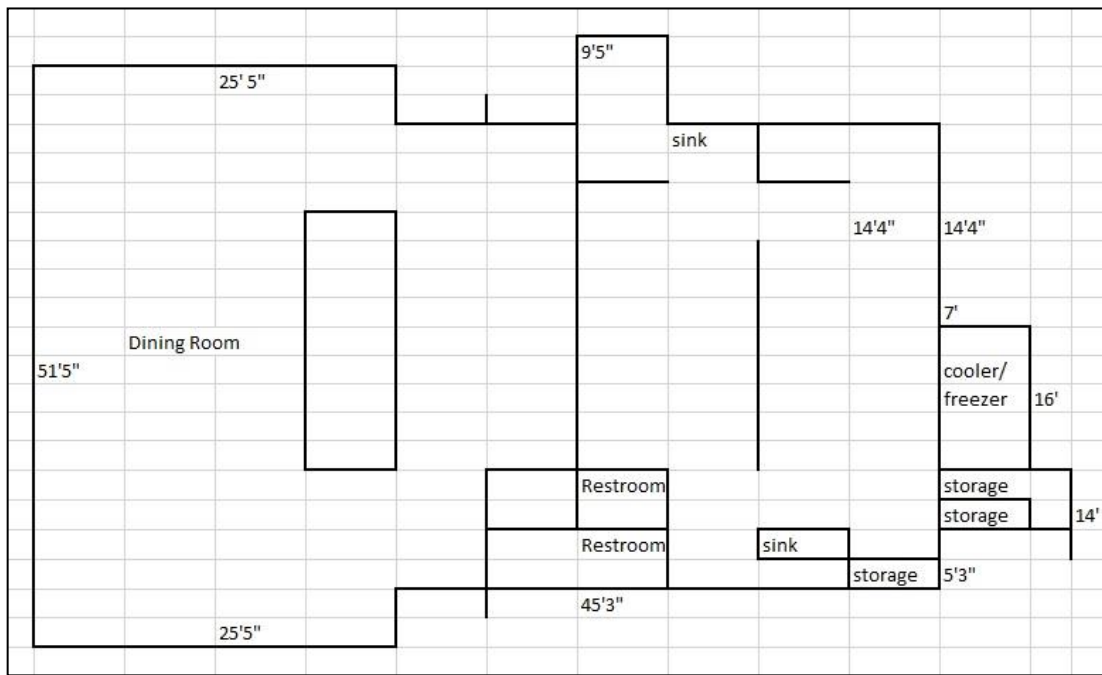 9'5"
25' 5"
sink
14'4"
14'4"
7'
Dining Room
51'5"
cooler/
freezer
16'
Restroom
storage
storage
14'
Restroom
sink
storage
5'3"
45'3"
25'5"